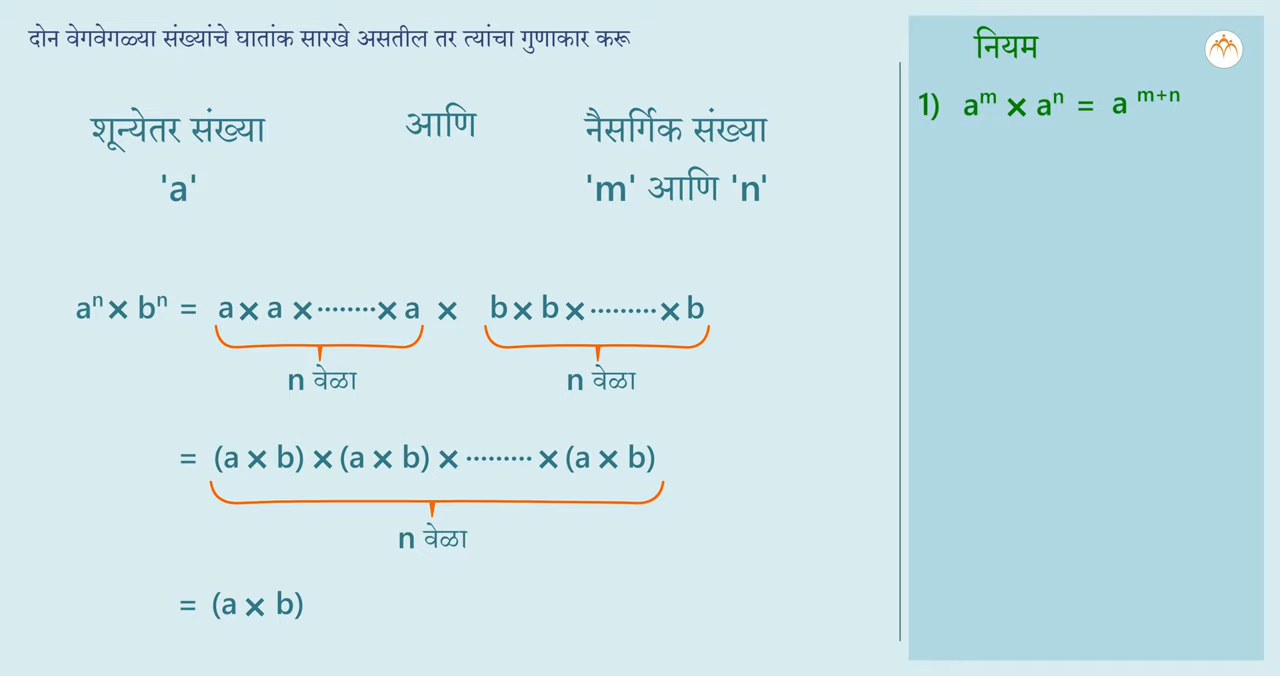 दोन वेगवेगळ्या संख्यांचे घातांक सारखे असतील तर त्यांचा गुणाकार करू
शून्येतर संख्या आणि नैसर्गिक संख्या
'a' 'm' आणि 'n'
aⁿ × bⁿ = a × a × ........ × a × b × b × ......... × b
n वेळा n वेळा
= (a × b) × (a × b) × ......... × (a × b)
n वेळा
= (a × b)
नियम
1) aᵐ × aⁿ = a ᵐ⁺ⁿ